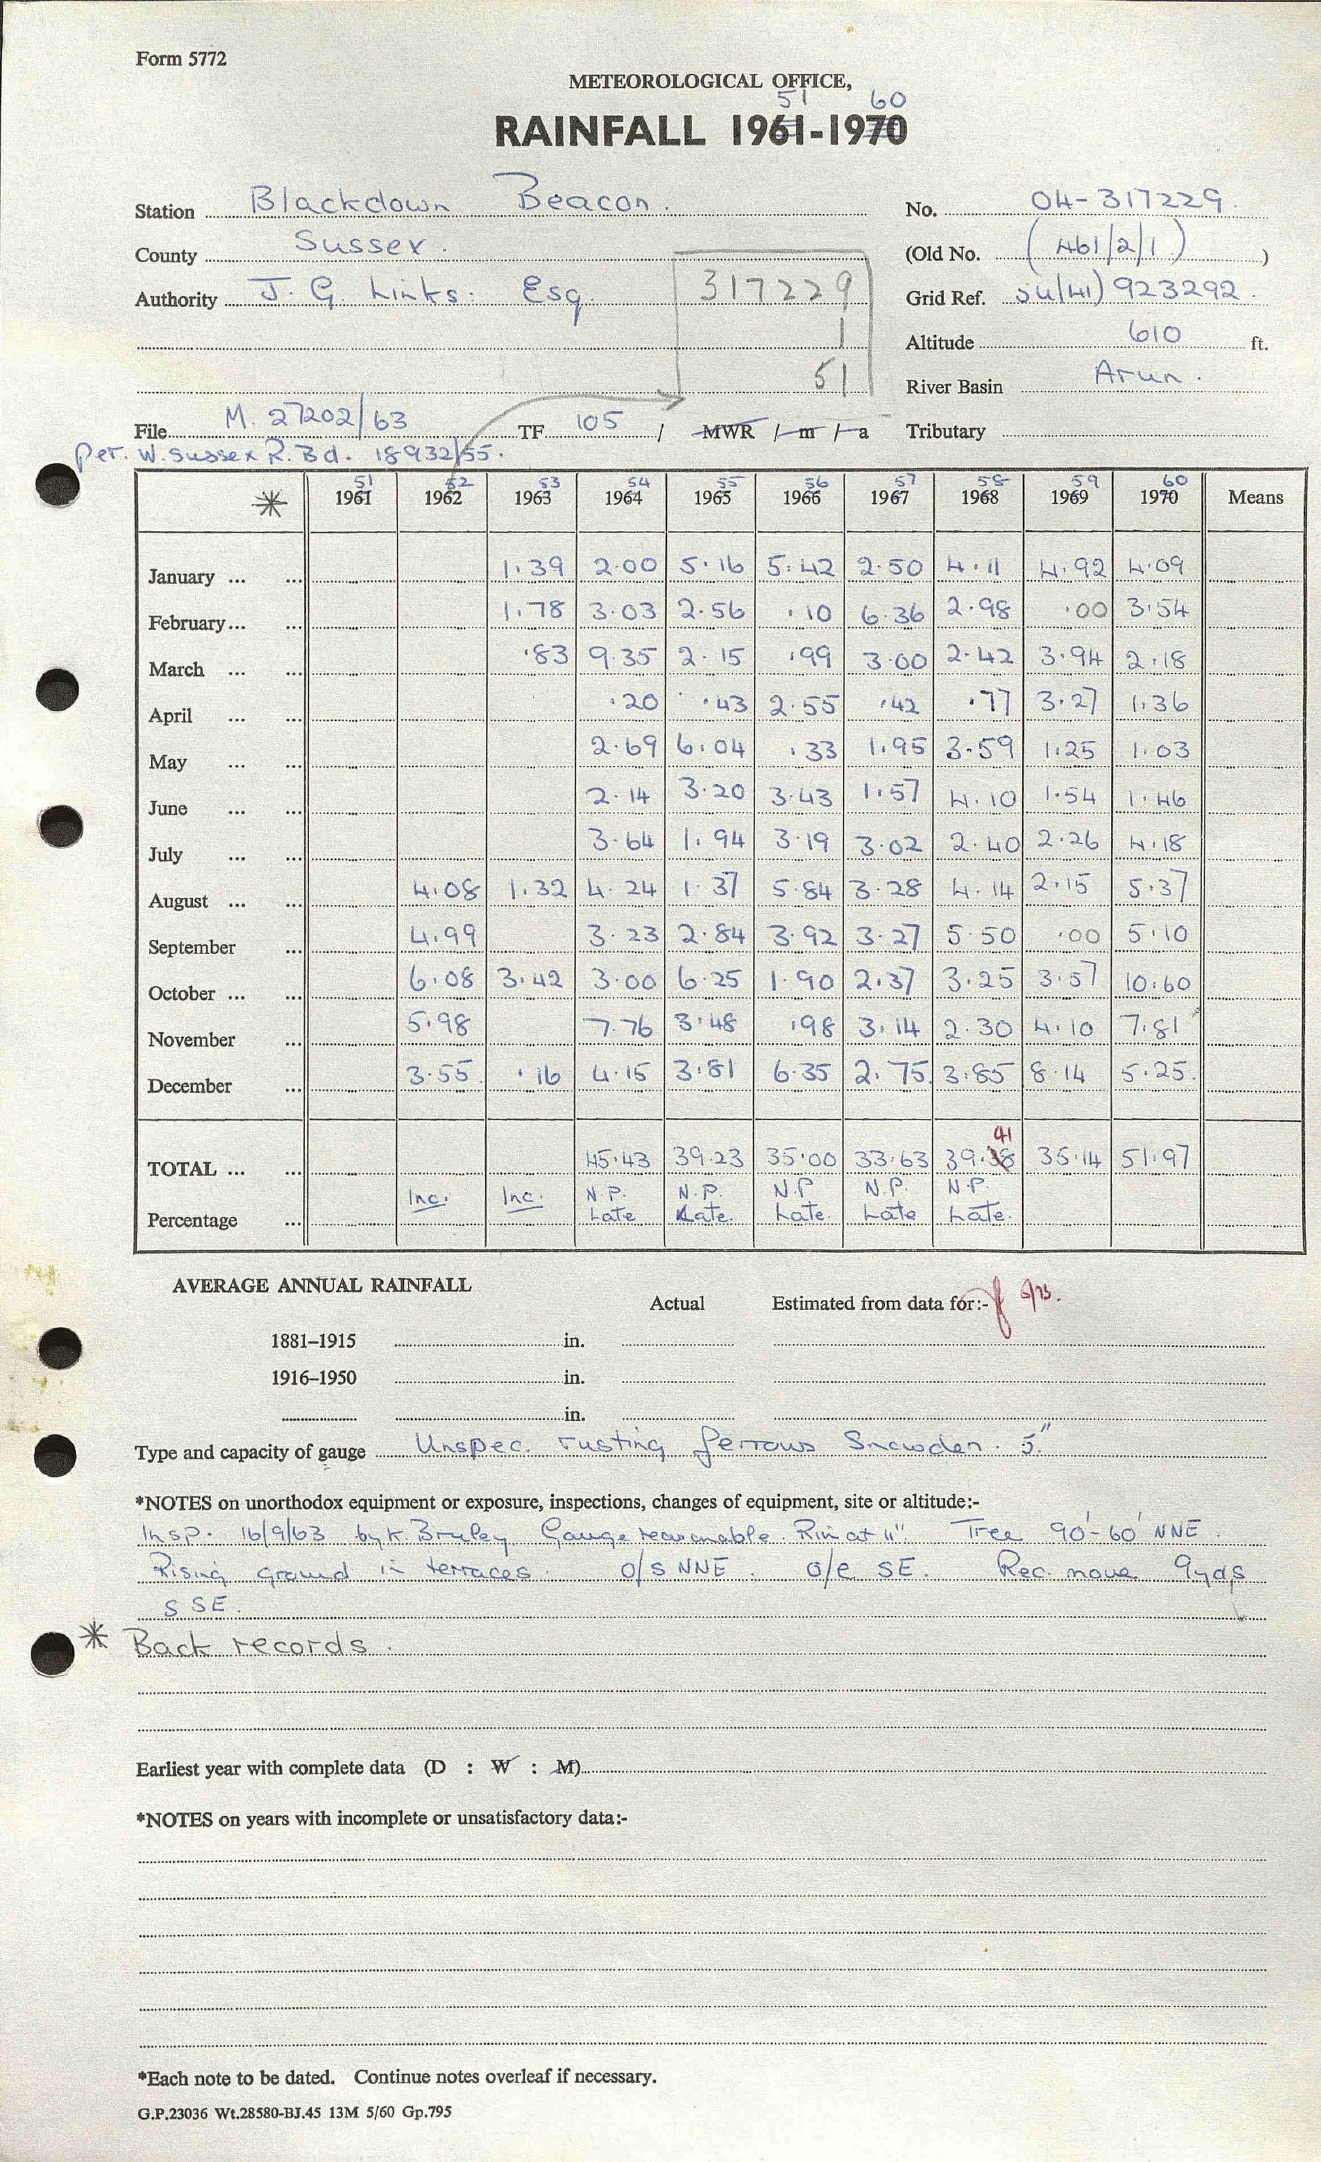 Form 5772
METEOROLOGICAL OFFICE,
51 60
RAINFALL 1961-1970
Station Blackdown Beacon.
No. 04-317229.
County Sussex.
(Old No. (461/2/1) )
Authority J. G. Links. Esq.
317229
Grid Ref. SU(41) 923292.
1
Altitude 610 ft.
51
River Basin Arun.
File M. 27202/63 TF 105 / MWR / m / a Tributary
Per. W. Sussex R. Bd. 18932/55.
51 52 53 54 55 56 57 58 59 60
* 1961 1962 1963 1964 1965 1966 1967 1968 1969 1970 Means
January ... ... 1.39 2.00 5.16 5.42 2.50 4.11 4.92 4.09
February... ... 1.78 3.03 2.56 .10 6.36 2.98 .00 3.54
March ... ... .83 9.35 2.15 .99 3.00 2.42 3.94 2.18
April ... ... .20 .43 2.55 .42 .77 3.27 1.36
May ... ... 2.69 6.04 .33 1.95 3.59 1.25 1.03
June ... ... 2.14 3.20 3.43 1.57 4.10 1.54 1.46
July ... ... 3.64 1.94 3.19 3.02 2.40 2.26 4.18
August ... ... 4.08 1.32 4.24 1.37 5.84 3.28 4.14 2.15 5.37
September ... 4.99 3.23 2.84 3.92 3.27 5.50 .00 5.10
October ... ... 6.08 3.42 3.00 6.25 1.90 2.37 3.25 3.57 10.60
November ... 5.98 7.76 3.48 .98 3.14 2.30 4.10 7.81
December ... 3.55 .16 4.15 3.81 6.35 2.75 3.85 8.14 5.25
41
TOTAL ... ... 45.43 39.23 35.00 33.63 39.38 35.14 51.97
Inc. Inc. N.P. N.P. N.P N.P. N.P.
Percentage ... Late Late. Late. Late Late.
AVERAGE ANNUAL RAINFALL
Actual Estimated from data for:-
1881–1915 in.
1916–1950 in.
in.
Type and capacity of gauge Unspec. rusting ferrous Snowdon. 5"
*NOTES on unorthodox equipment or exposure, inspections, changes of equipment, site or altitude:-
Insp. 16/9/63 by K. Bruley Gauge reasonable. Rim at 11" Tree 90'-60' NNE.
Rising ground in terraces. o/s NNE. o/e SE. Rec. move 9yds
SSE.
* Back records.
Earliest year with complete data (D : W : M)
*NOTES on years with incomplete or unsatisfactory data:-
*Each note to be dated. Continue notes overleaf if necessary.
G.P.23036 Wt.28580-BJ.45 13M 5/60 Gp.795